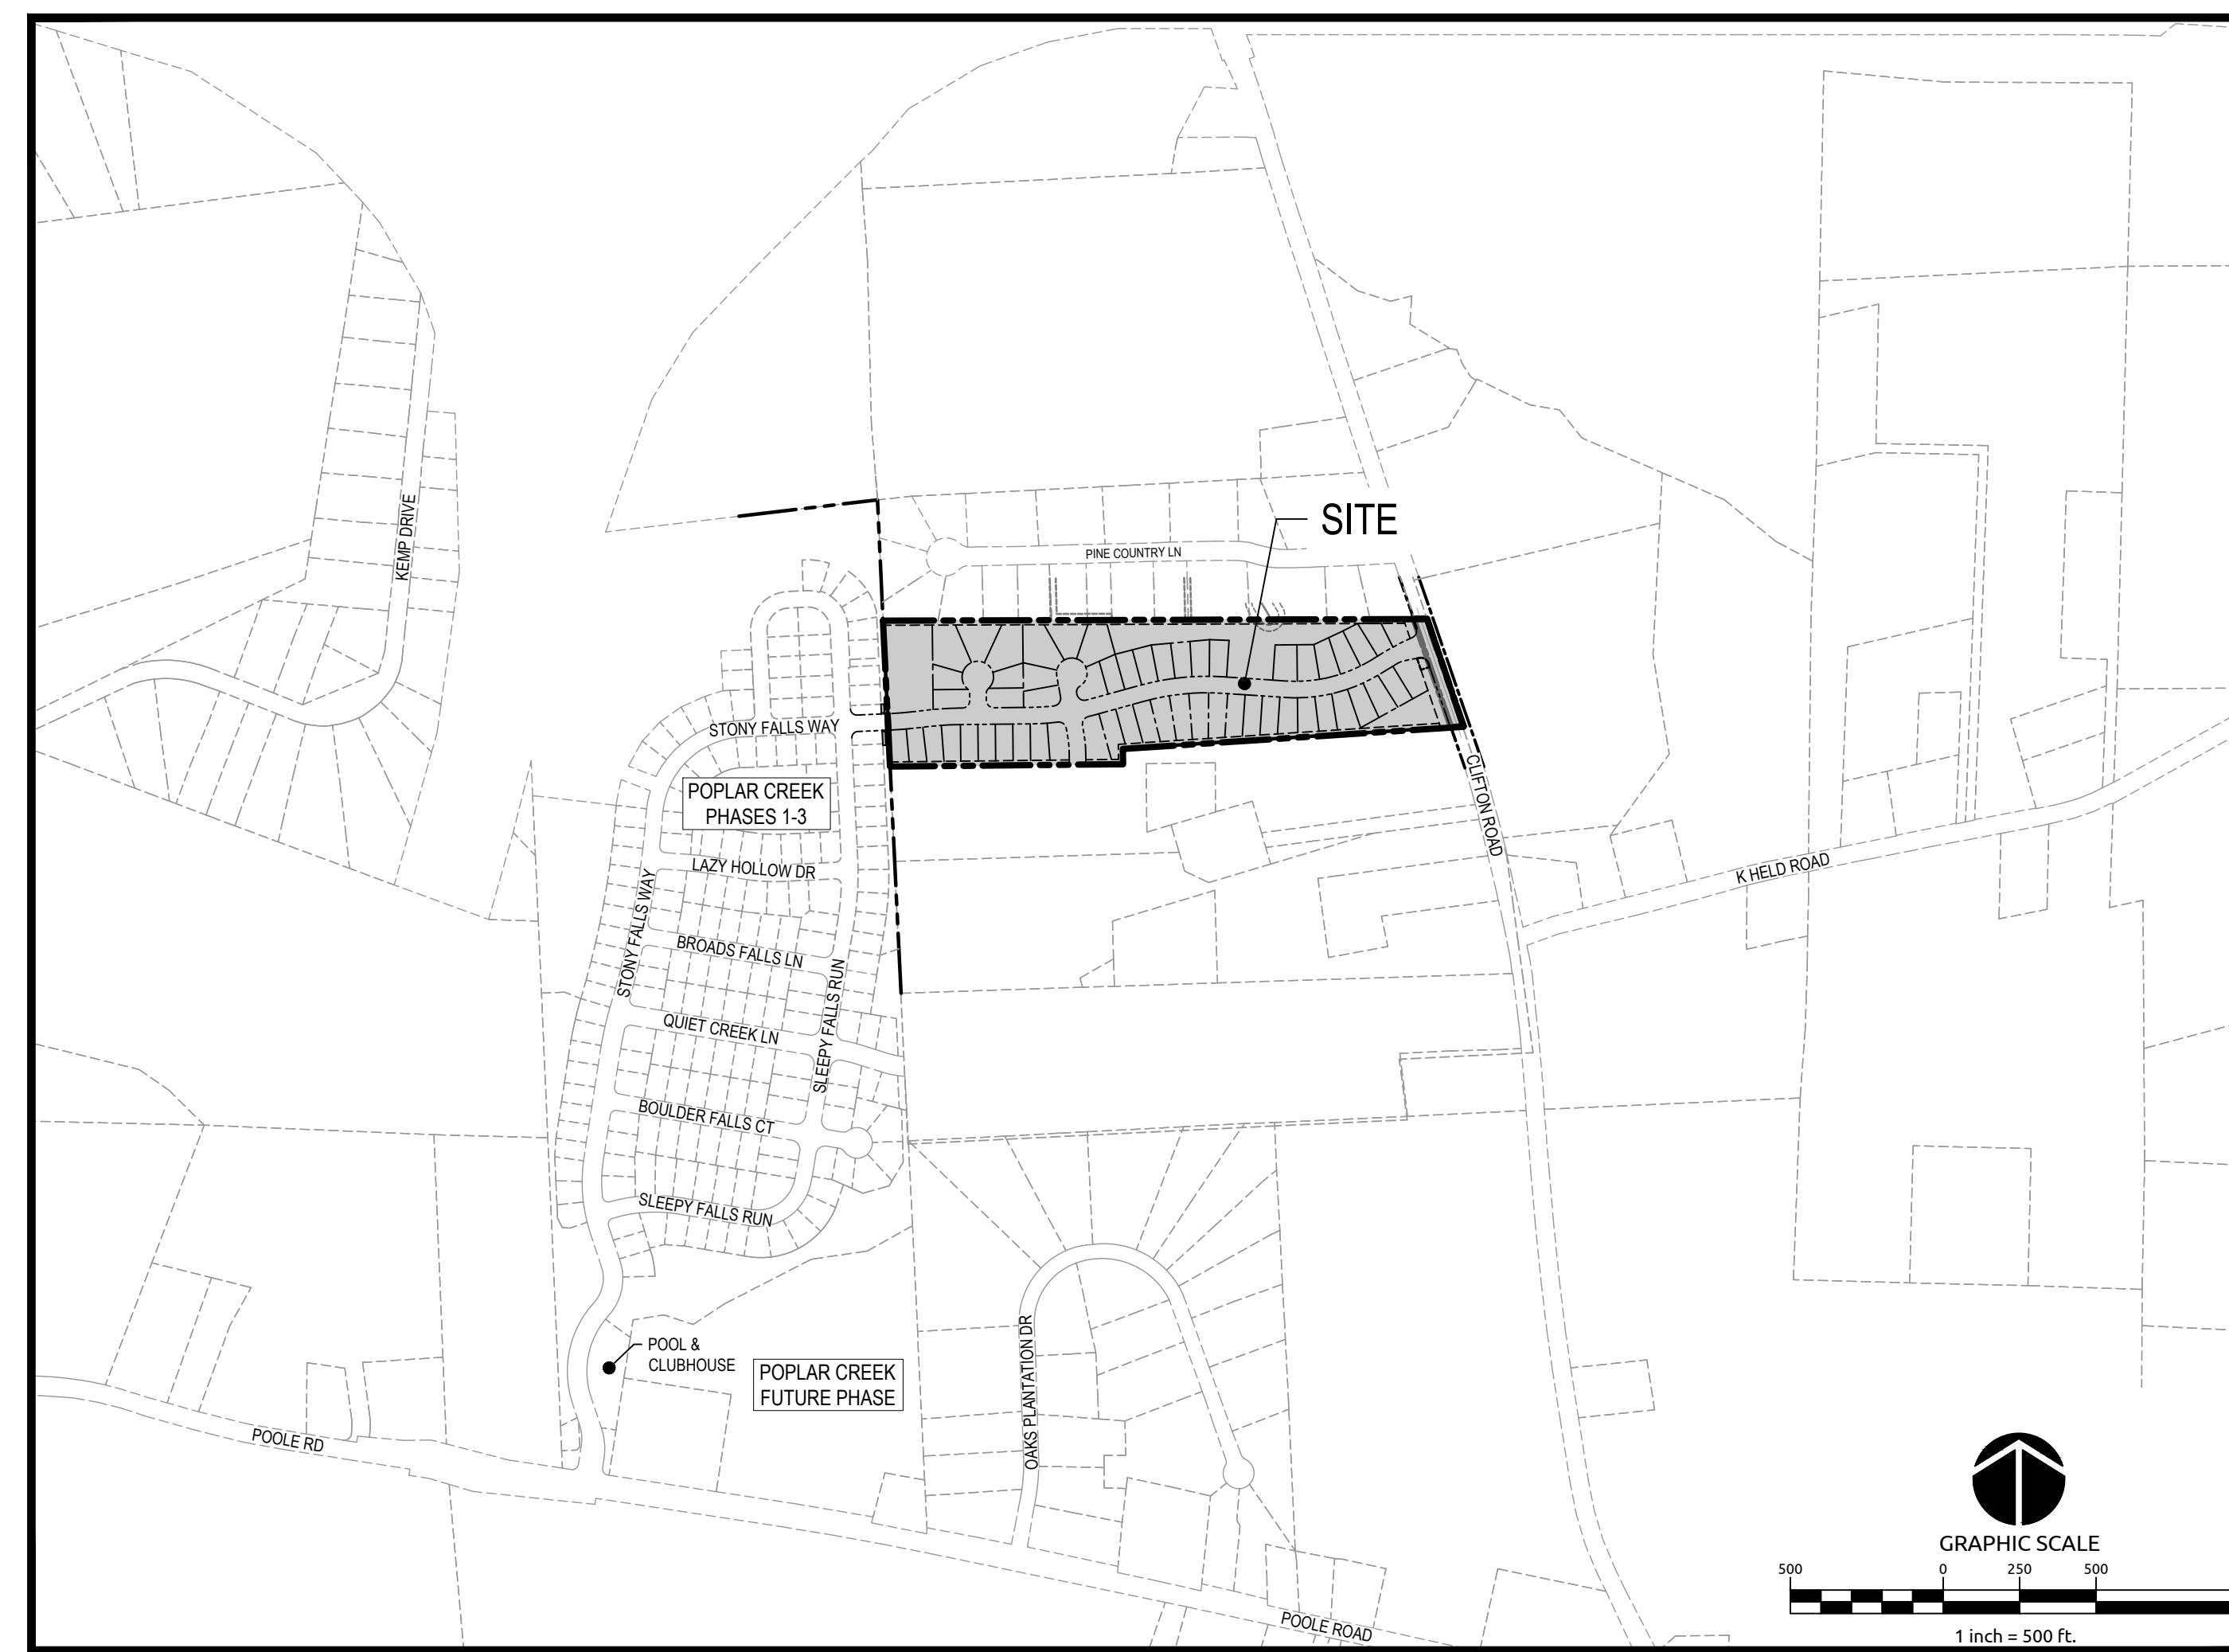 SITE
KEMP DRIVE
PINE COUNTRY LN
STONY FALLS WAY
POPLAR CREEK
PHASES 1-3
CLIFTON ROAD
LAZY HOLLOW DR
K HELD ROAD
STONY FALLS WAY
BROADS FALLS LN
SLEEPY FALLS RUN
QUIET CREEK LN
BOULDER FALLS CT
SLEEPY FALLS RUN
POOL &
CLUBHOUSE
POPLAR CREEK
FUTURE PHASE
OAKS PLANTATION DR
POOLE RD
POOLE ROAD
GRAPHIC SCALE
500 0 250 500
1 inch = 500 ft.